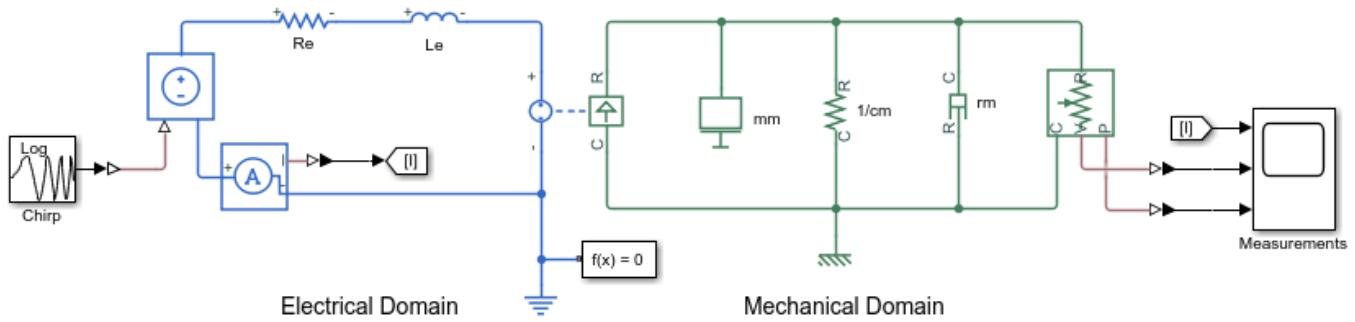 + -
Re
+ -
Le
+
-
Log
Chirp
+
-
+ A I -
[I]
+
-
R
C
mm
R
1/cm
C
C
rm
R
R
C V P
[I]
Measurements
f(x) = 0
Electrical Domain
Mechanical Domain